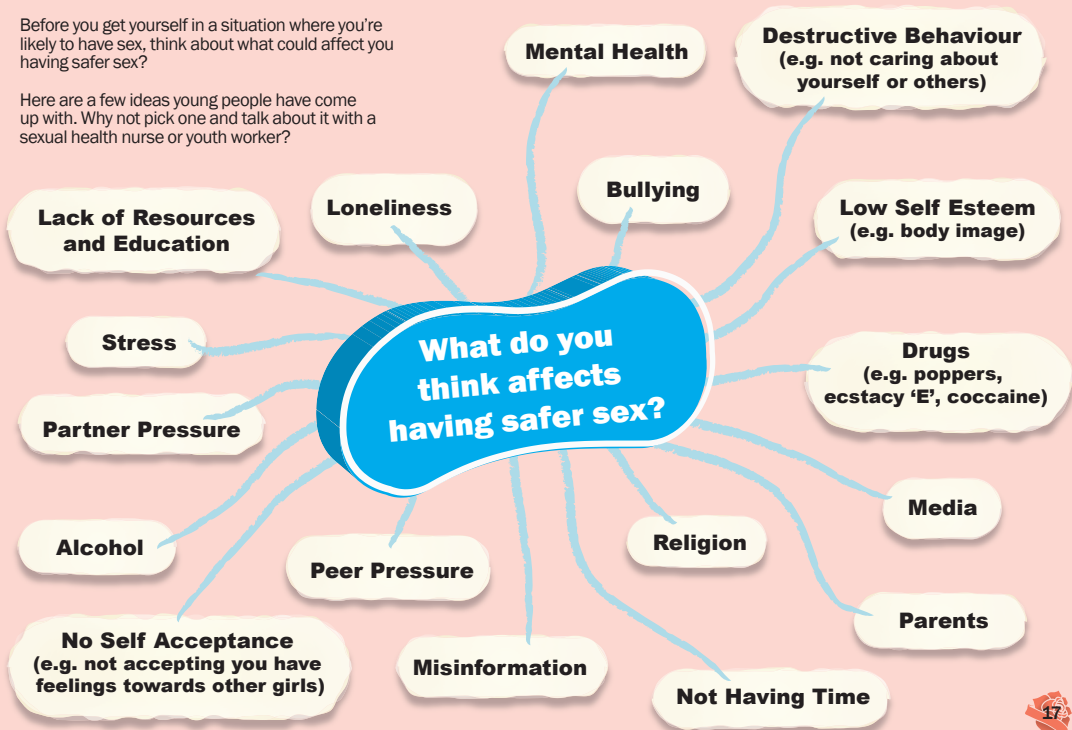 Before you get yourself in a situation where you're
likely to have sex, think about what could affect you
having safer sex?
Here are a few ideas young people have come
up with. Why not pick one and talk about it with a
sexual health nurse or youth worker?
Mental Health
Destructive Behaviour
(e.g. not caring about
yourself or others)
Lack of Resources
and Education
Loneliness
Bullying
Low Self Esteem
(e.g. body image)
Stress
What do you
think affects
having safer sex?
Drugs
(e.g. poppers,
ecstacy ‘E’, coccaine)
Partner Pressure
Media
Alcohol
Peer Pressure
Religion
Parents
No Self Acceptance
(e.g. not accepting you have
feelings towards other girls)
Misinformation
Not Having Time
17